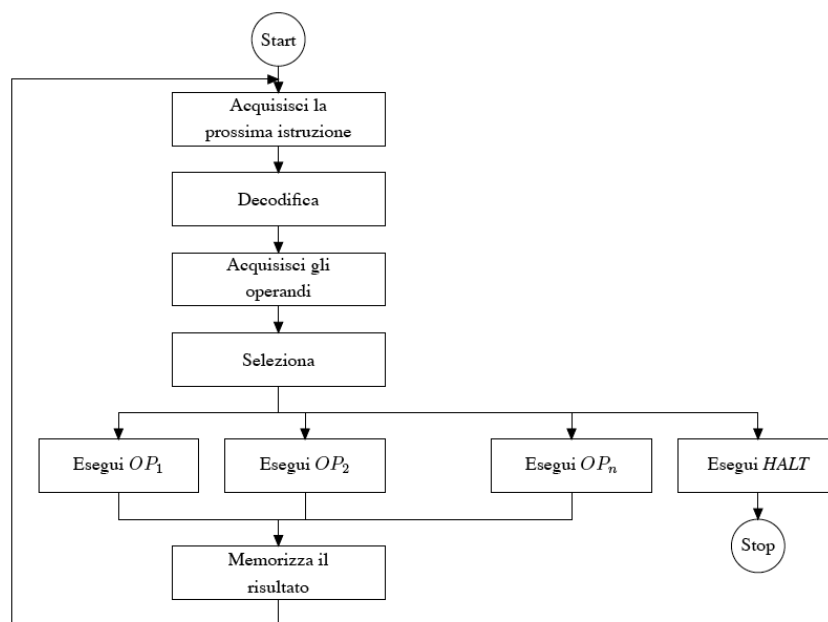 Start
Acquisisci la
prossima istruzione
Decodifica
Acquisisci gli
operandi
Seleziona
Esegui OP₁
Esegui OP₂
Esegui OPₙ
Esegui HALT
Memorizza il
risultato
Stop